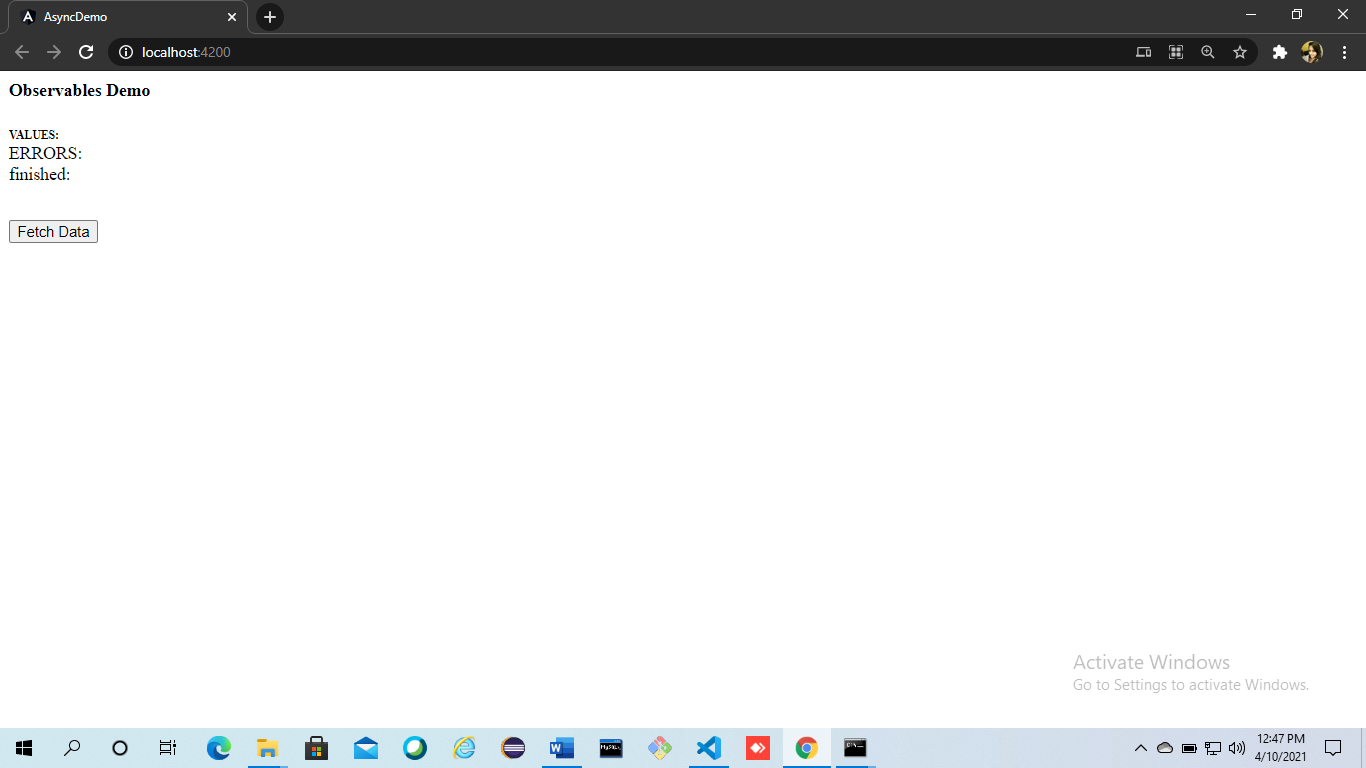 AsyncDemo
localhost:4200
Observables Demo
VALUES:
ERRORS:
finished:
Fetch Data
Activate Windows
Go to Settings to activate Windows.
12:47 PM
4/10/2021